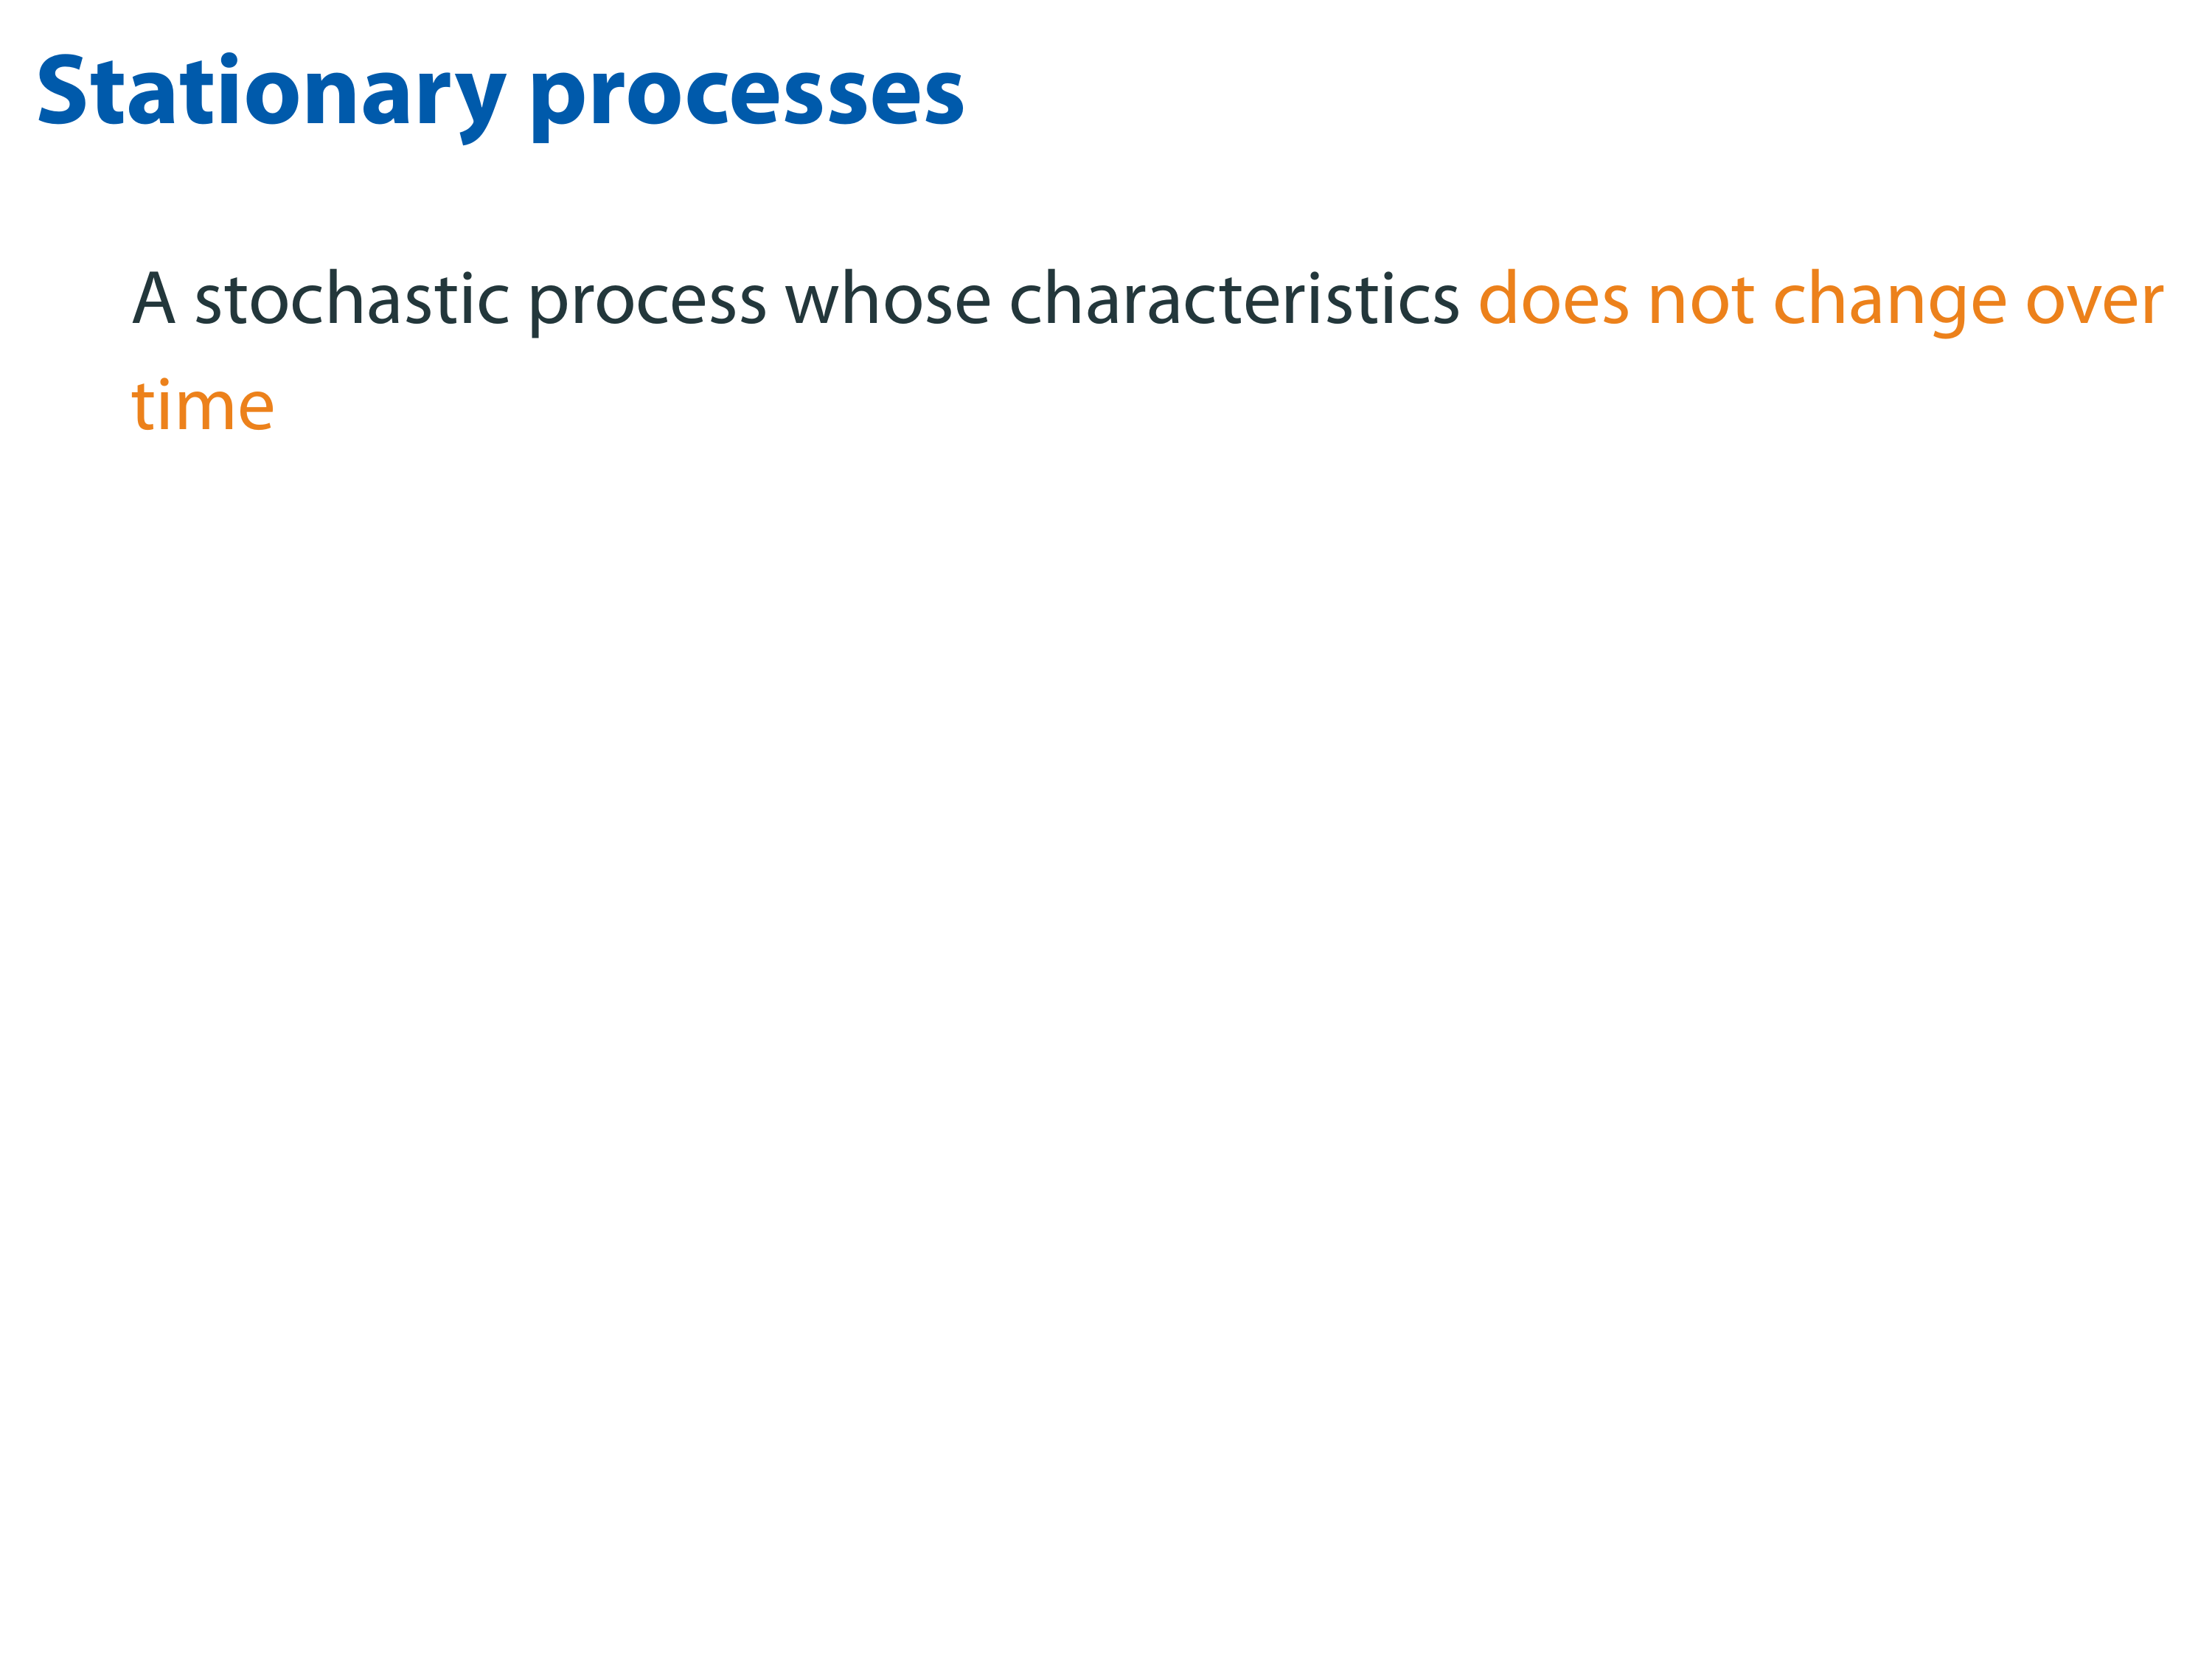 Stationary processes
A stochastic process whose characteristics does not change over
time